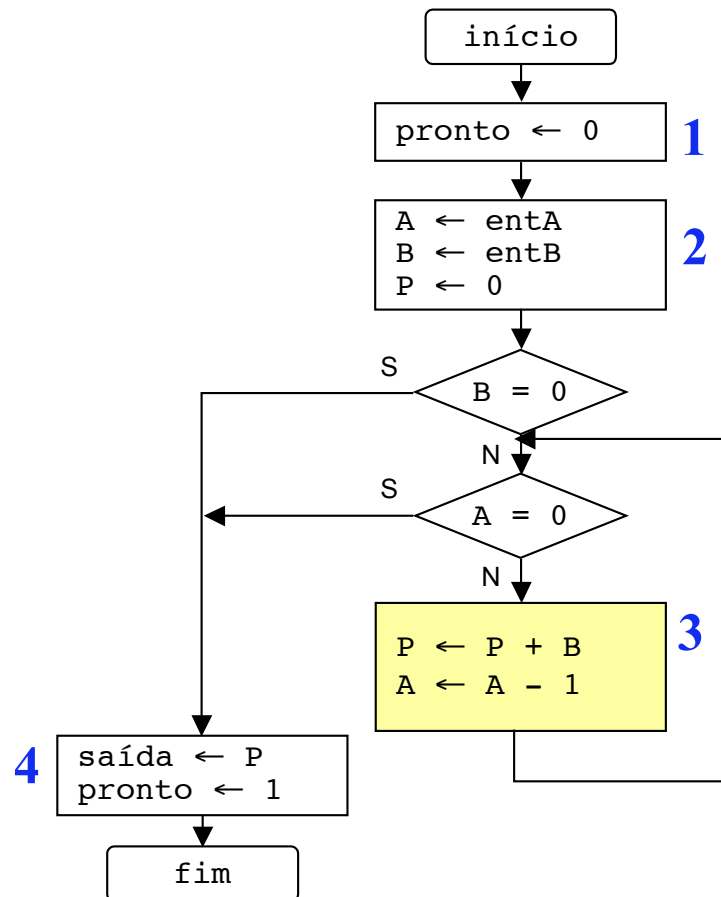 início
pronto ← 0
1
A ← entA
B ← entB
P ← 0
2
S
B = 0
N
S
A = 0
N
P ← P + B
A ← A - 1
3
4
saída ← P
pronto ← 1
fim